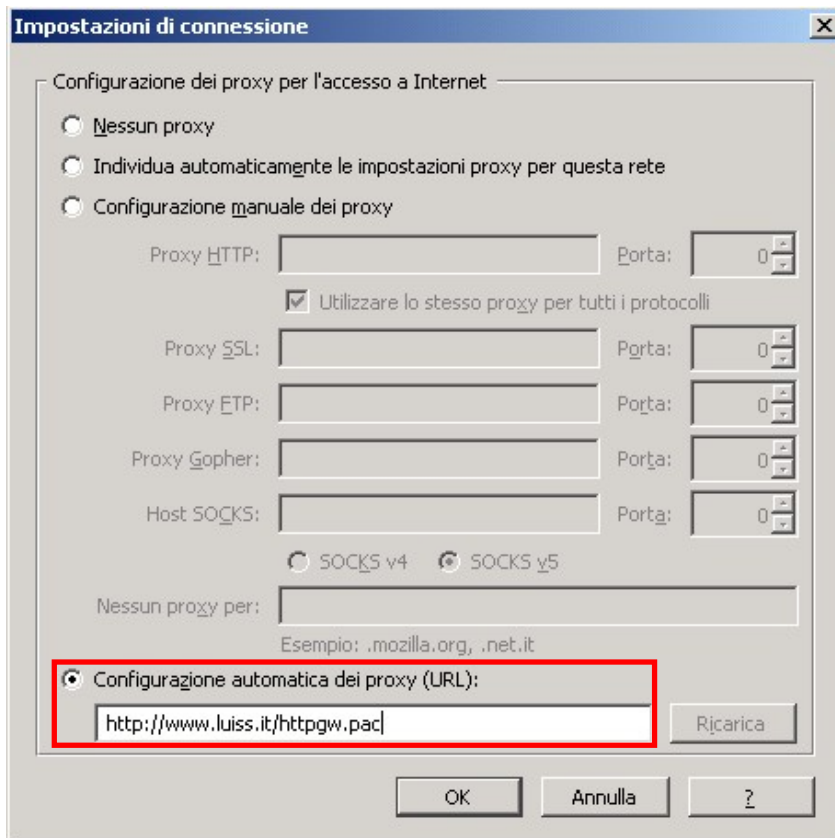 Impostazioni di connessione
Configurazione dei proxy per l'accesso a Internet
Nessun proxy
Individua automaticamente le impostazioni proxy per questa rete
Configurazione manuale dei proxy
Proxy HTTP: Porta: 0
Utilizzare lo stesso proxy per tutti i protocolli
Proxy SSL: Porta: 0
Proxy FTP: Porta: 0
Proxy Gopher: Porta: 0
Host SOCKS: Porta: 0
SOCKS v4 SOCKS v5
Nessun proxy per:
Esempio: .mozilla.org, .net.it
Configurazione automatica dei proxy (URL):
http://www.luiss.it/httpgw.pac Ricarica
OK Annulla ?